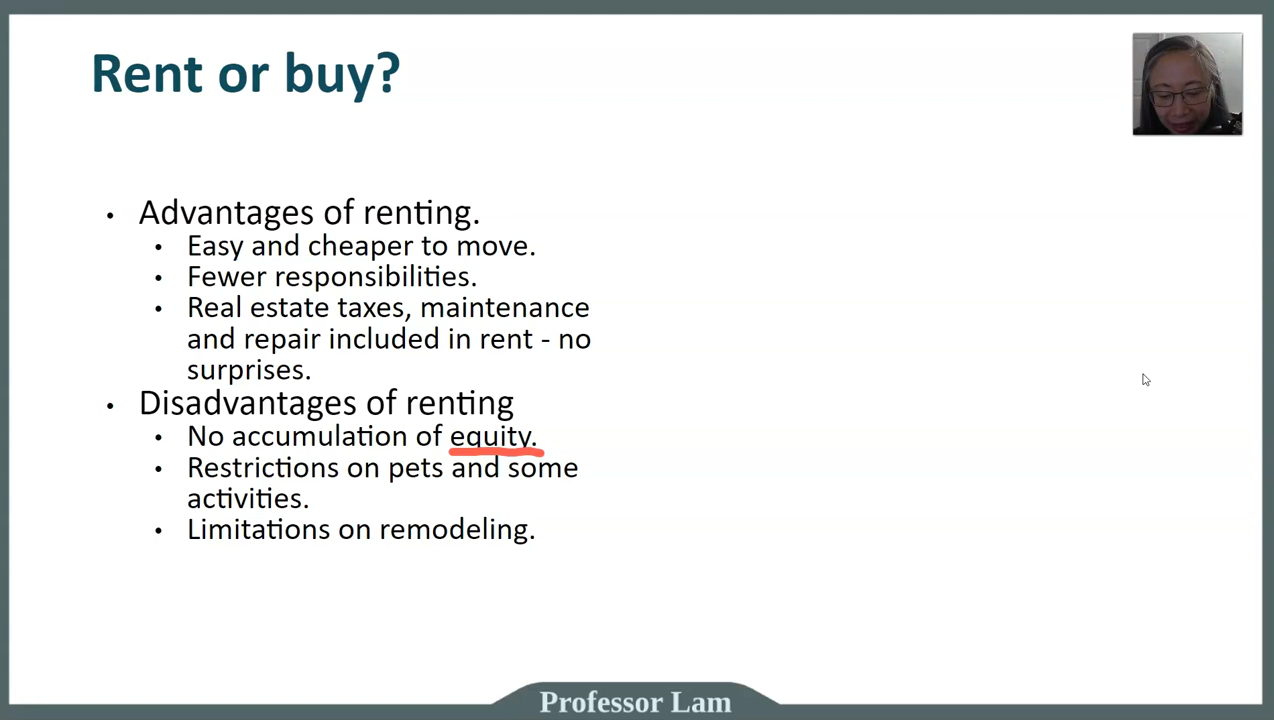 Rent or buy?
• Advantages of renting.
• Easy and cheaper to move.
• Fewer responsibilities.
• Real estate taxes, maintenance
and repair included in rent - no
surprises.
• Disadvantages of renting
• No accumulation of equity.
• Restrictions on pets and some
activities.
• Limitations on remodeling.
Professor Lam